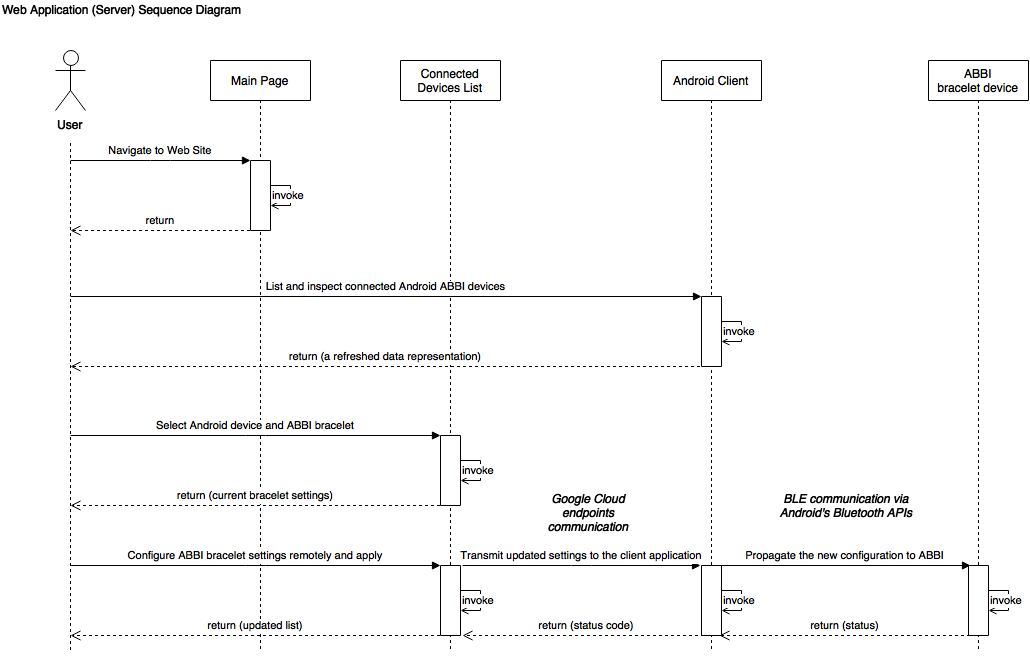 Web Application (Server) Sequence Diagram
User
Main Page
Connected
Devices List
Android Client
ABBI
bracelet device
Navigate to Web Site
invoke
return
List and inspect connected Android ABBI devices
invoke
return (a refreshed data representation)
Select Android device and ABBI bracelet
invoke
return (current bracelet settings)
Google Cloud
endpoints
communication
BLE communication via
Android's Bluetooth APIs
Configure ABBI bracelet settings remotely and apply
Transmit updated settings to the client application
Propagate the new configuration to ABBI
invoke
invoke
invoke
return (updated list)
return (status code)
return (status)